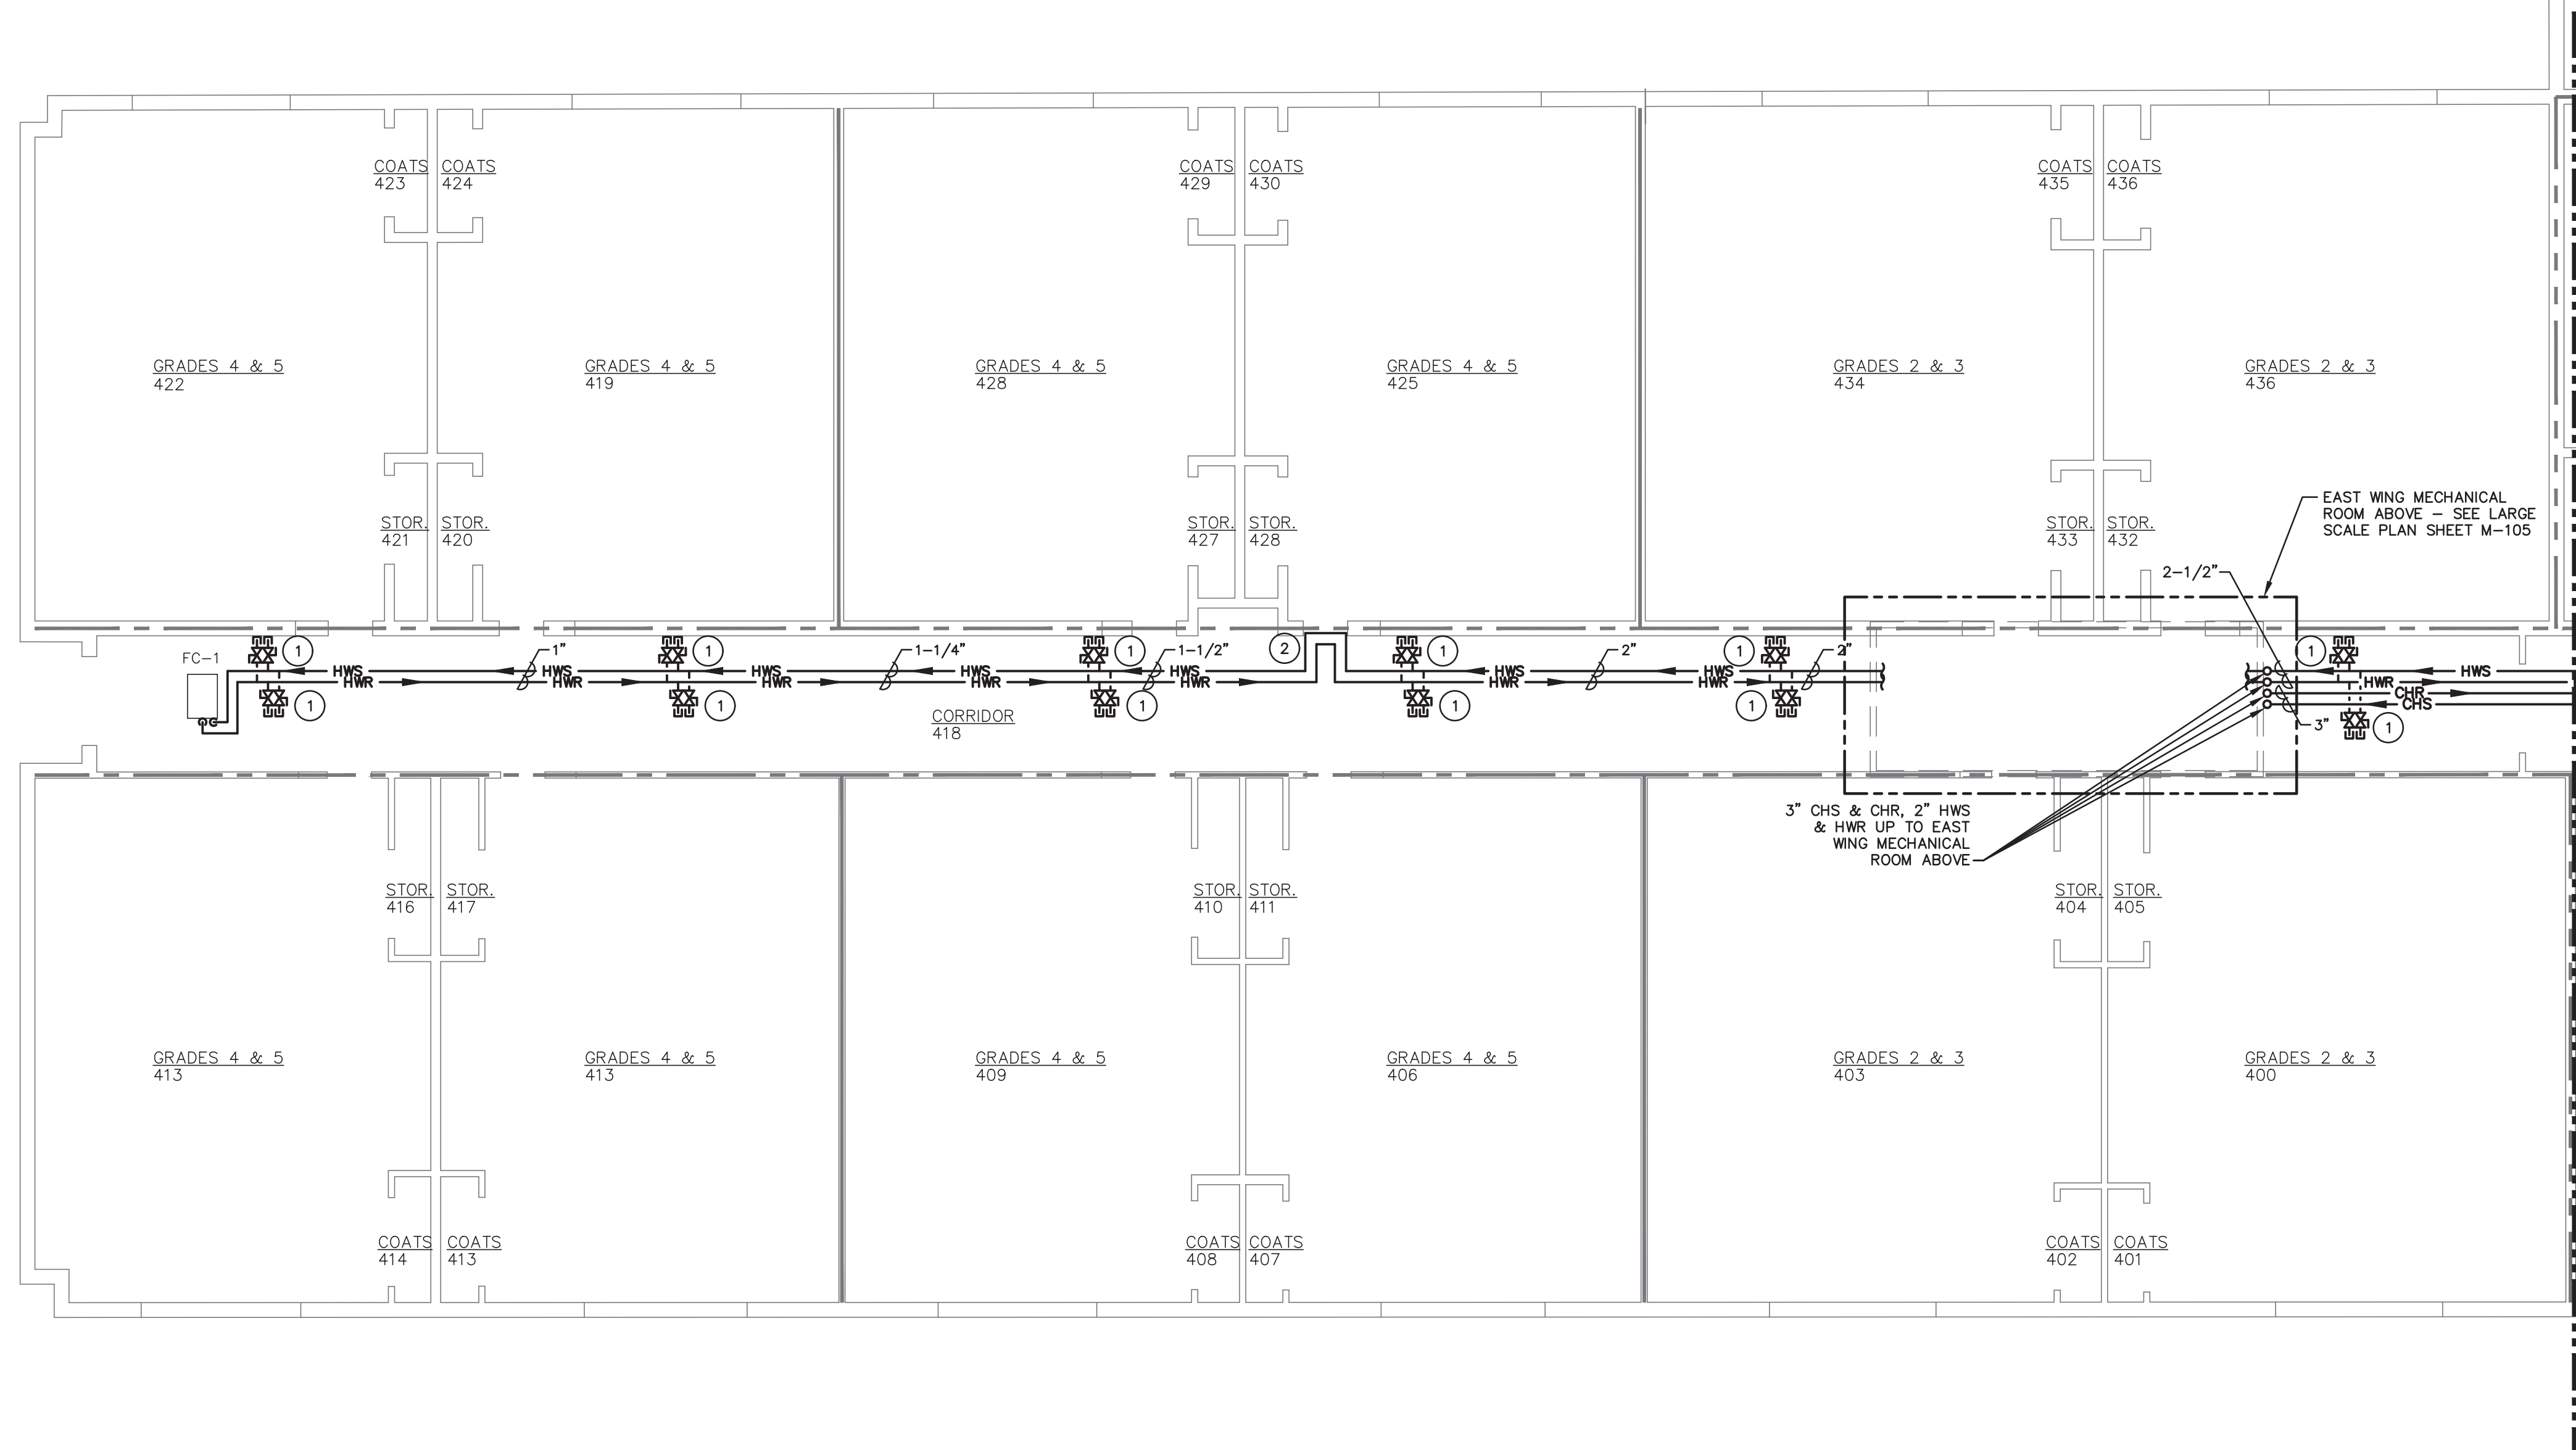 COATS COATS
423 424
COATS COATS
429 430
COATS COATS
435 436
GRADES 4 & 5
422
GRADES 4 & 5
419
GRADES 4 & 5
428
GRADES 4 & 5
425
GRADES 2 & 3
434
GRADES 2 & 3
436
STOR. STOR.
421 420
STOR. STOR.
427 428
STOR. STOR.
433 432
EAST WING MECHANICAL
ROOM ABOVE – SEE LARGE
SCALE PLAN SHEET M–105
2–1/2”
FC–1
1 1” 1 1–1/4” 1 1–1/2” 2 1 2” 1 2” 1
HWS HWS HWS HWS HWS HWS HWS HWS
HWR HWR HWR HWR HWR HWR HWR HWR
CHR
CHS
1 1 1 1 1 3” 1
CORRIDOR
418
3” CHS & CHR, 2” HWS
& HWR UP TO EAST
WING MECHANICAL
ROOM ABOVE
STOR. STOR.
416 417
STOR. STOR.
410 411
STOR. STOR.
404 405
GRADES 4 & 5
413
GRADES 4 & 5
413
GRADES 4 & 5
409
GRADES 4 & 5
406
GRADES 2 & 3
403
GRADES 2 & 3
400
COATS COATS
414 413
COATS COATS
408 407
COATS COATS
402 401